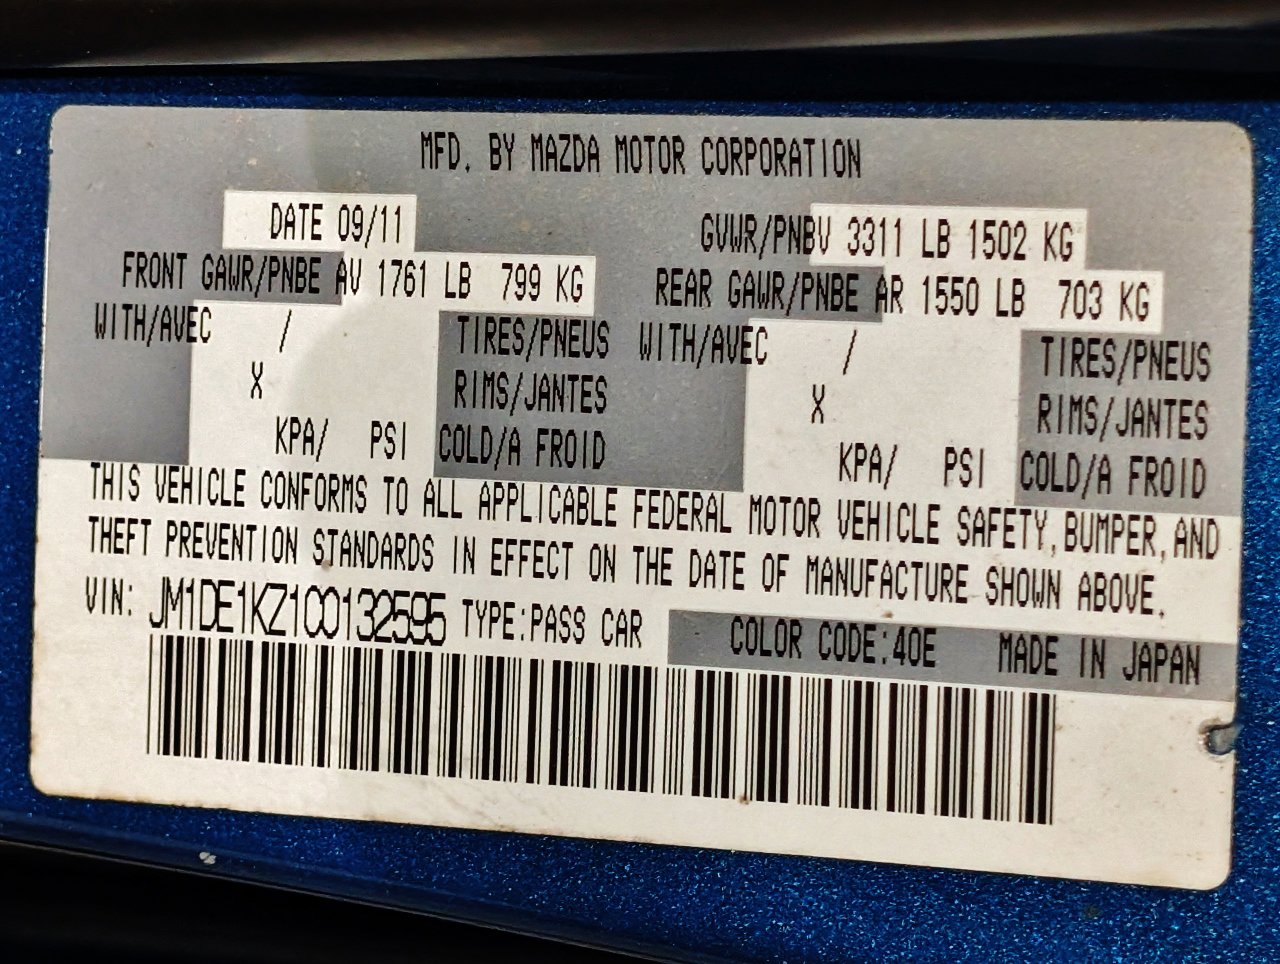 MFD. BY MAZDA MOTOR CORPORATION
DATE 09/11 GVWR/PNBV 3311 LB 1502 KG
FRONT GAWR/PNBE AV 1761 LB 799 KG REAR GAWR/PNBE AR 1550 LB 703 KG
WITH/AVEC / TIRES/PNEUS WITH/AVEC / TIRES/PNEUS
X RIMS/JANTES X RIMS/JANTES
KPA/ PSI COLD/A FROID KPA/ PSI COLD/A FROID
THIS VEHICLE CONFORMS TO ALL APPLICABLE FEDERAL MOTOR VEHICLE SAFETY, BUMPER, AND
THEFT PREVENTION STANDARDS IN EFFECT ON THE DATE OF MANUFACTURE SHOWN ABOVE.
VIN: JM1DE1KZ1C0132595 TYPE:PASS CAR COLOR CODE:40E MADE IN JAPAN